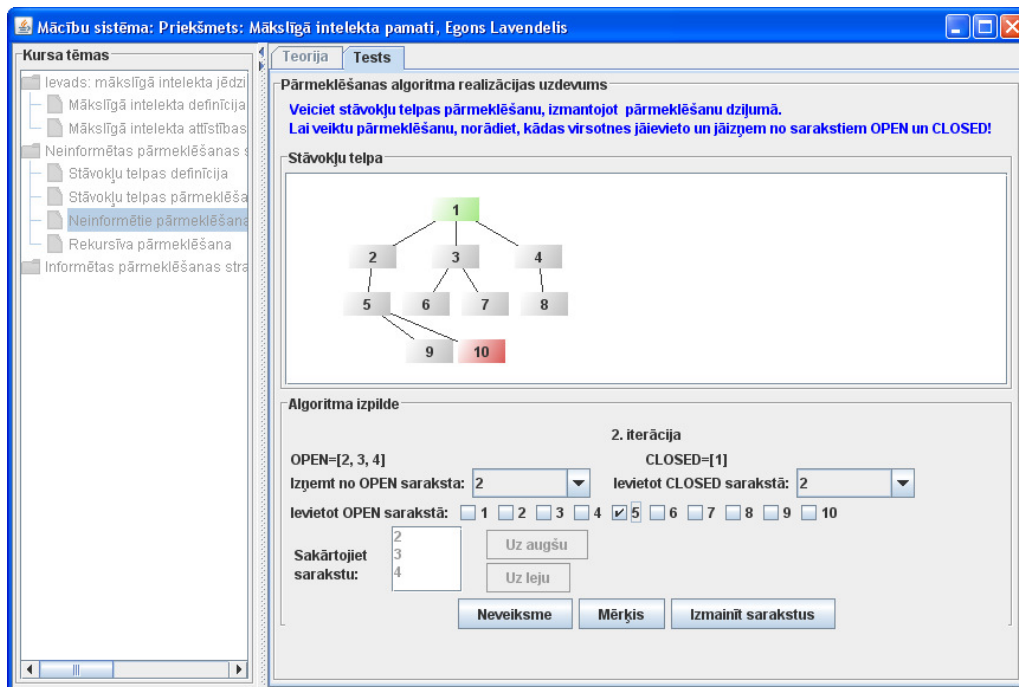 Mācību sistēma: Priekšmets: Mākslīgā intelekta pamati, Egons Lavendelis
Kursa tēmas
Ievads: mākslīgā intelekta jēdzi
Mākslīgā intelekta definīcija
Mākslīgā intelekta attīstības
Neinformētas pārmeklēšanas s
Stāvokļu telpas definīcija
Stāvokļu telpas pārmeklēša
Neinformētie pārmeklēšana
Rekursīva pārmeklēšana
Informētas pārmeklēšanas stra
Teorija Tests
Pārmeklēšanas algoritma realizācijas uzdevums
Veiciet stāvokļu telpas pārmeklēšanu, izmantojot pārmeklēšanu dziļumā.
Lai veiktu pārmeklēšanu, norādiet, kādas virsotnes jāievieto un jāizņem no sarakstiem OPEN un CLOSED!
Stāvokļu telpa
1
2 3 4
5 6 7 8
9 10
Algoritma izpilde
2. iterācija
OPEN=[2, 3, 4] CLOSED=[1]
Izņemt no OPEN saraksta: 2 Ievietot CLOSED sarakstā: 2
Ievietot OPEN sarakstā: 1 2 3 4 5 6 7 8 9 10
Sakārtojiet
sarakstu:
2
3
4
Uz augšu
Uz leju
Neveiksme Mērķis Izmainīt sarakstus